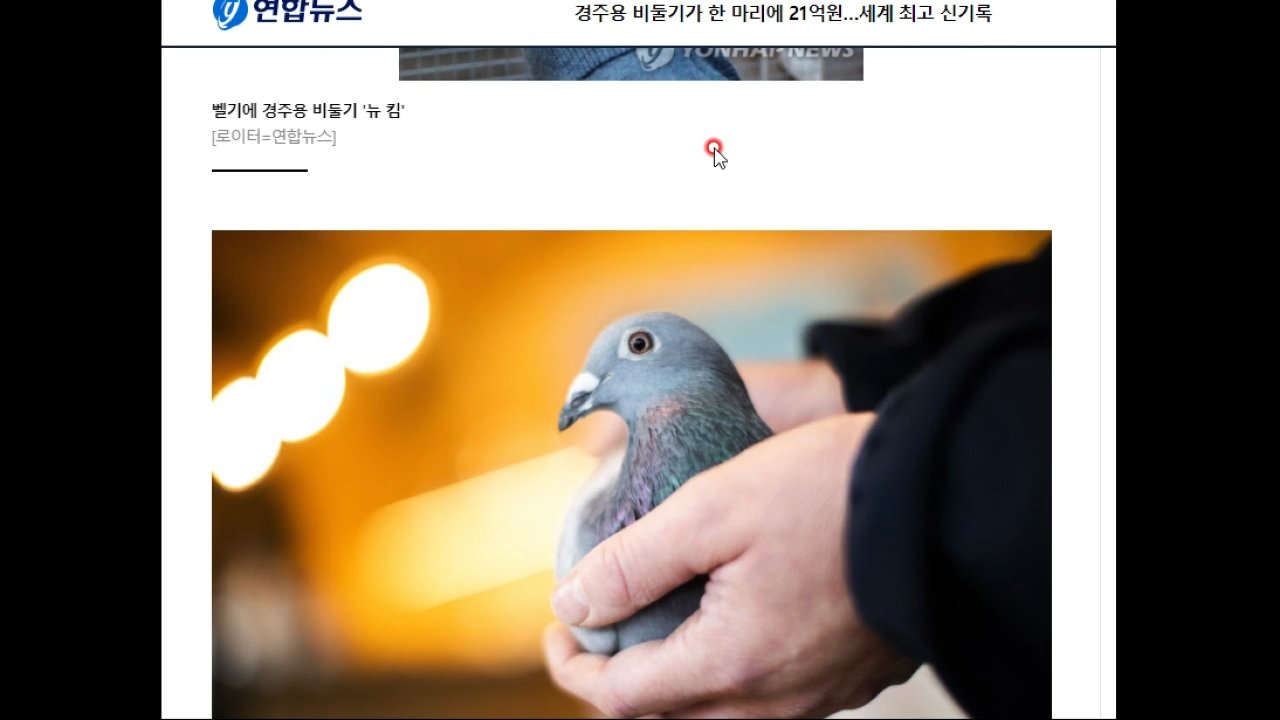 연합뉴스
경주용 비둘기가 한 마리에 21억원...세계 최고 신기록
YONHAPNEWS
벨기에 경주용 비둘기 '뉴 킴'
[로이터=연합뉴스]